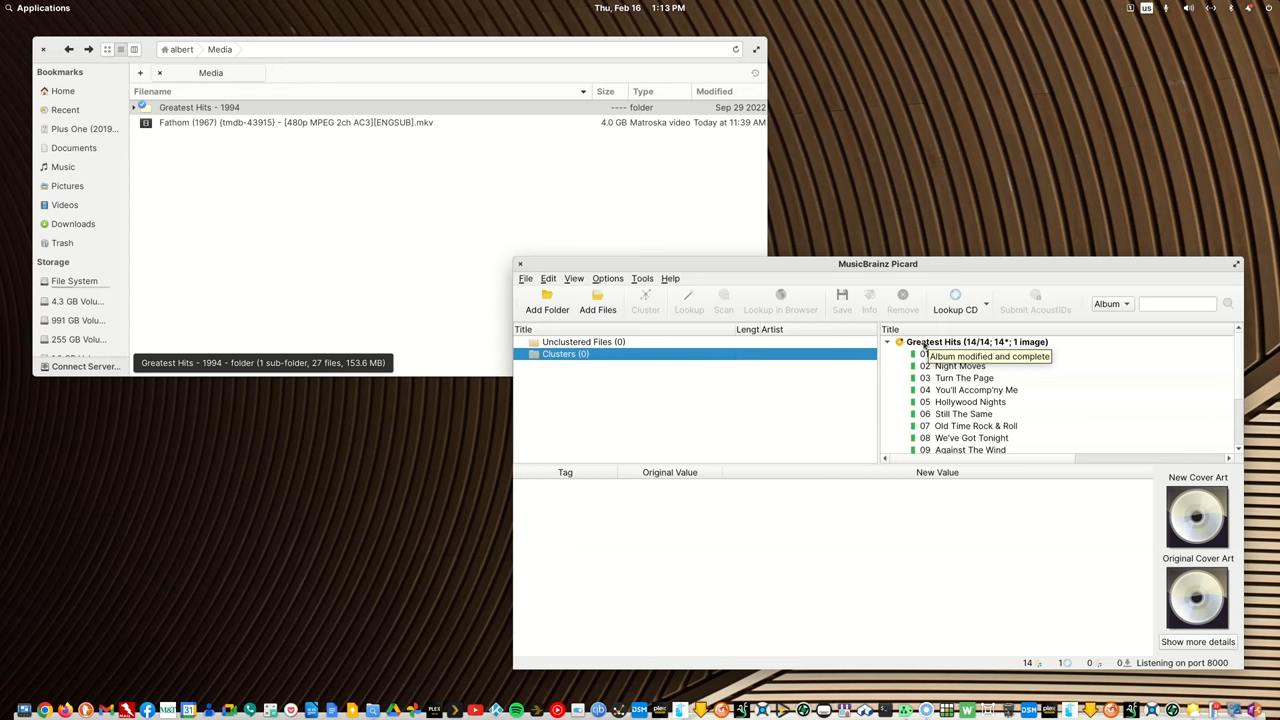 Applications
Thu, Feb 16 1:13 PM
us
albert
Media
Media
Bookmarks
Home
Recent
Plus One (2019...
Documents
Music
Pictures
Videos
Downloads
Trash
Storage
File System
4.3 GB Volu...
991 GB Volu...
255 GB Volu...
Connect Server...
Filename Size Type Modified
Greatest Hits - 1994 ---- folder Sep 29 2022
Fathom (1967) {tmdb-43915} - [480p MPEG 2ch AC3][ENGSUB].mkv 4.0 GB Matroska video Today at 11:39 AM
Greatest Hits - 1994 - folder (1 sub-folder, 27 files, 153.6 MB)
MusicBrainz Picard
File Edit View Options Tools Help
Add Folder Add Files Cluster Lookup Scan Lookup in Browser Save Info Remove Lookup CD Submit AcoustIDs Album
Title Lengt Artist
Unclustered Files (0)
Clusters (0)
Title
Greatest Hits (14/14; 14*; 1 image)
Album modified and complete
02 Night Moves
03 Turn The Page
04 You'll Accomp'ny Me
05 Hollywood Nights
06 Still The Same
07 Old Time Rock & Roll
08 We've Got Tonight
09 Against The Wind
Tag Original Value New Value
New Cover Art
Original Cover Art
Show more details
14 1 0 0 Listening on port 8000